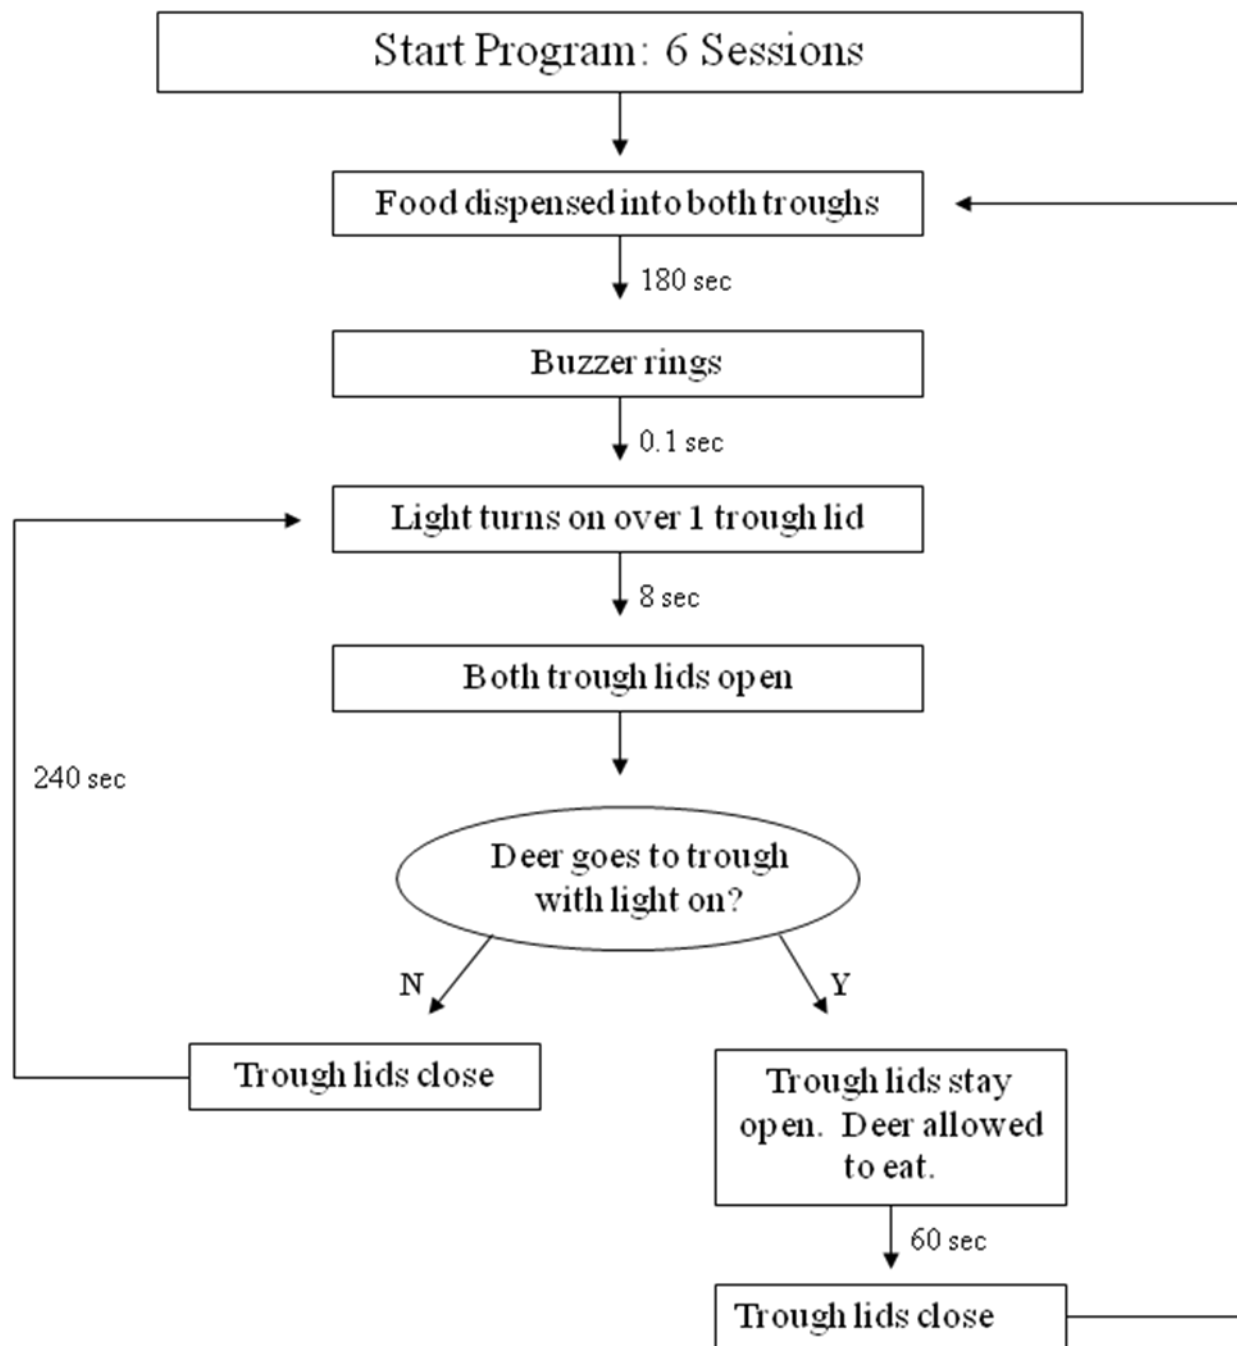 Start Program: 6 Sessions
Food dispensed into both troughs
180 sec
Buzzer rings
0.1 sec
Light turns on over 1 trough lid
8 sec
Both trough lids open
240 sec
Deer goes to trough
with light on?
N
Y
Trough lids close
Trough lids stay
open. Deer allowed
to eat.
60 sec
Trough lids close